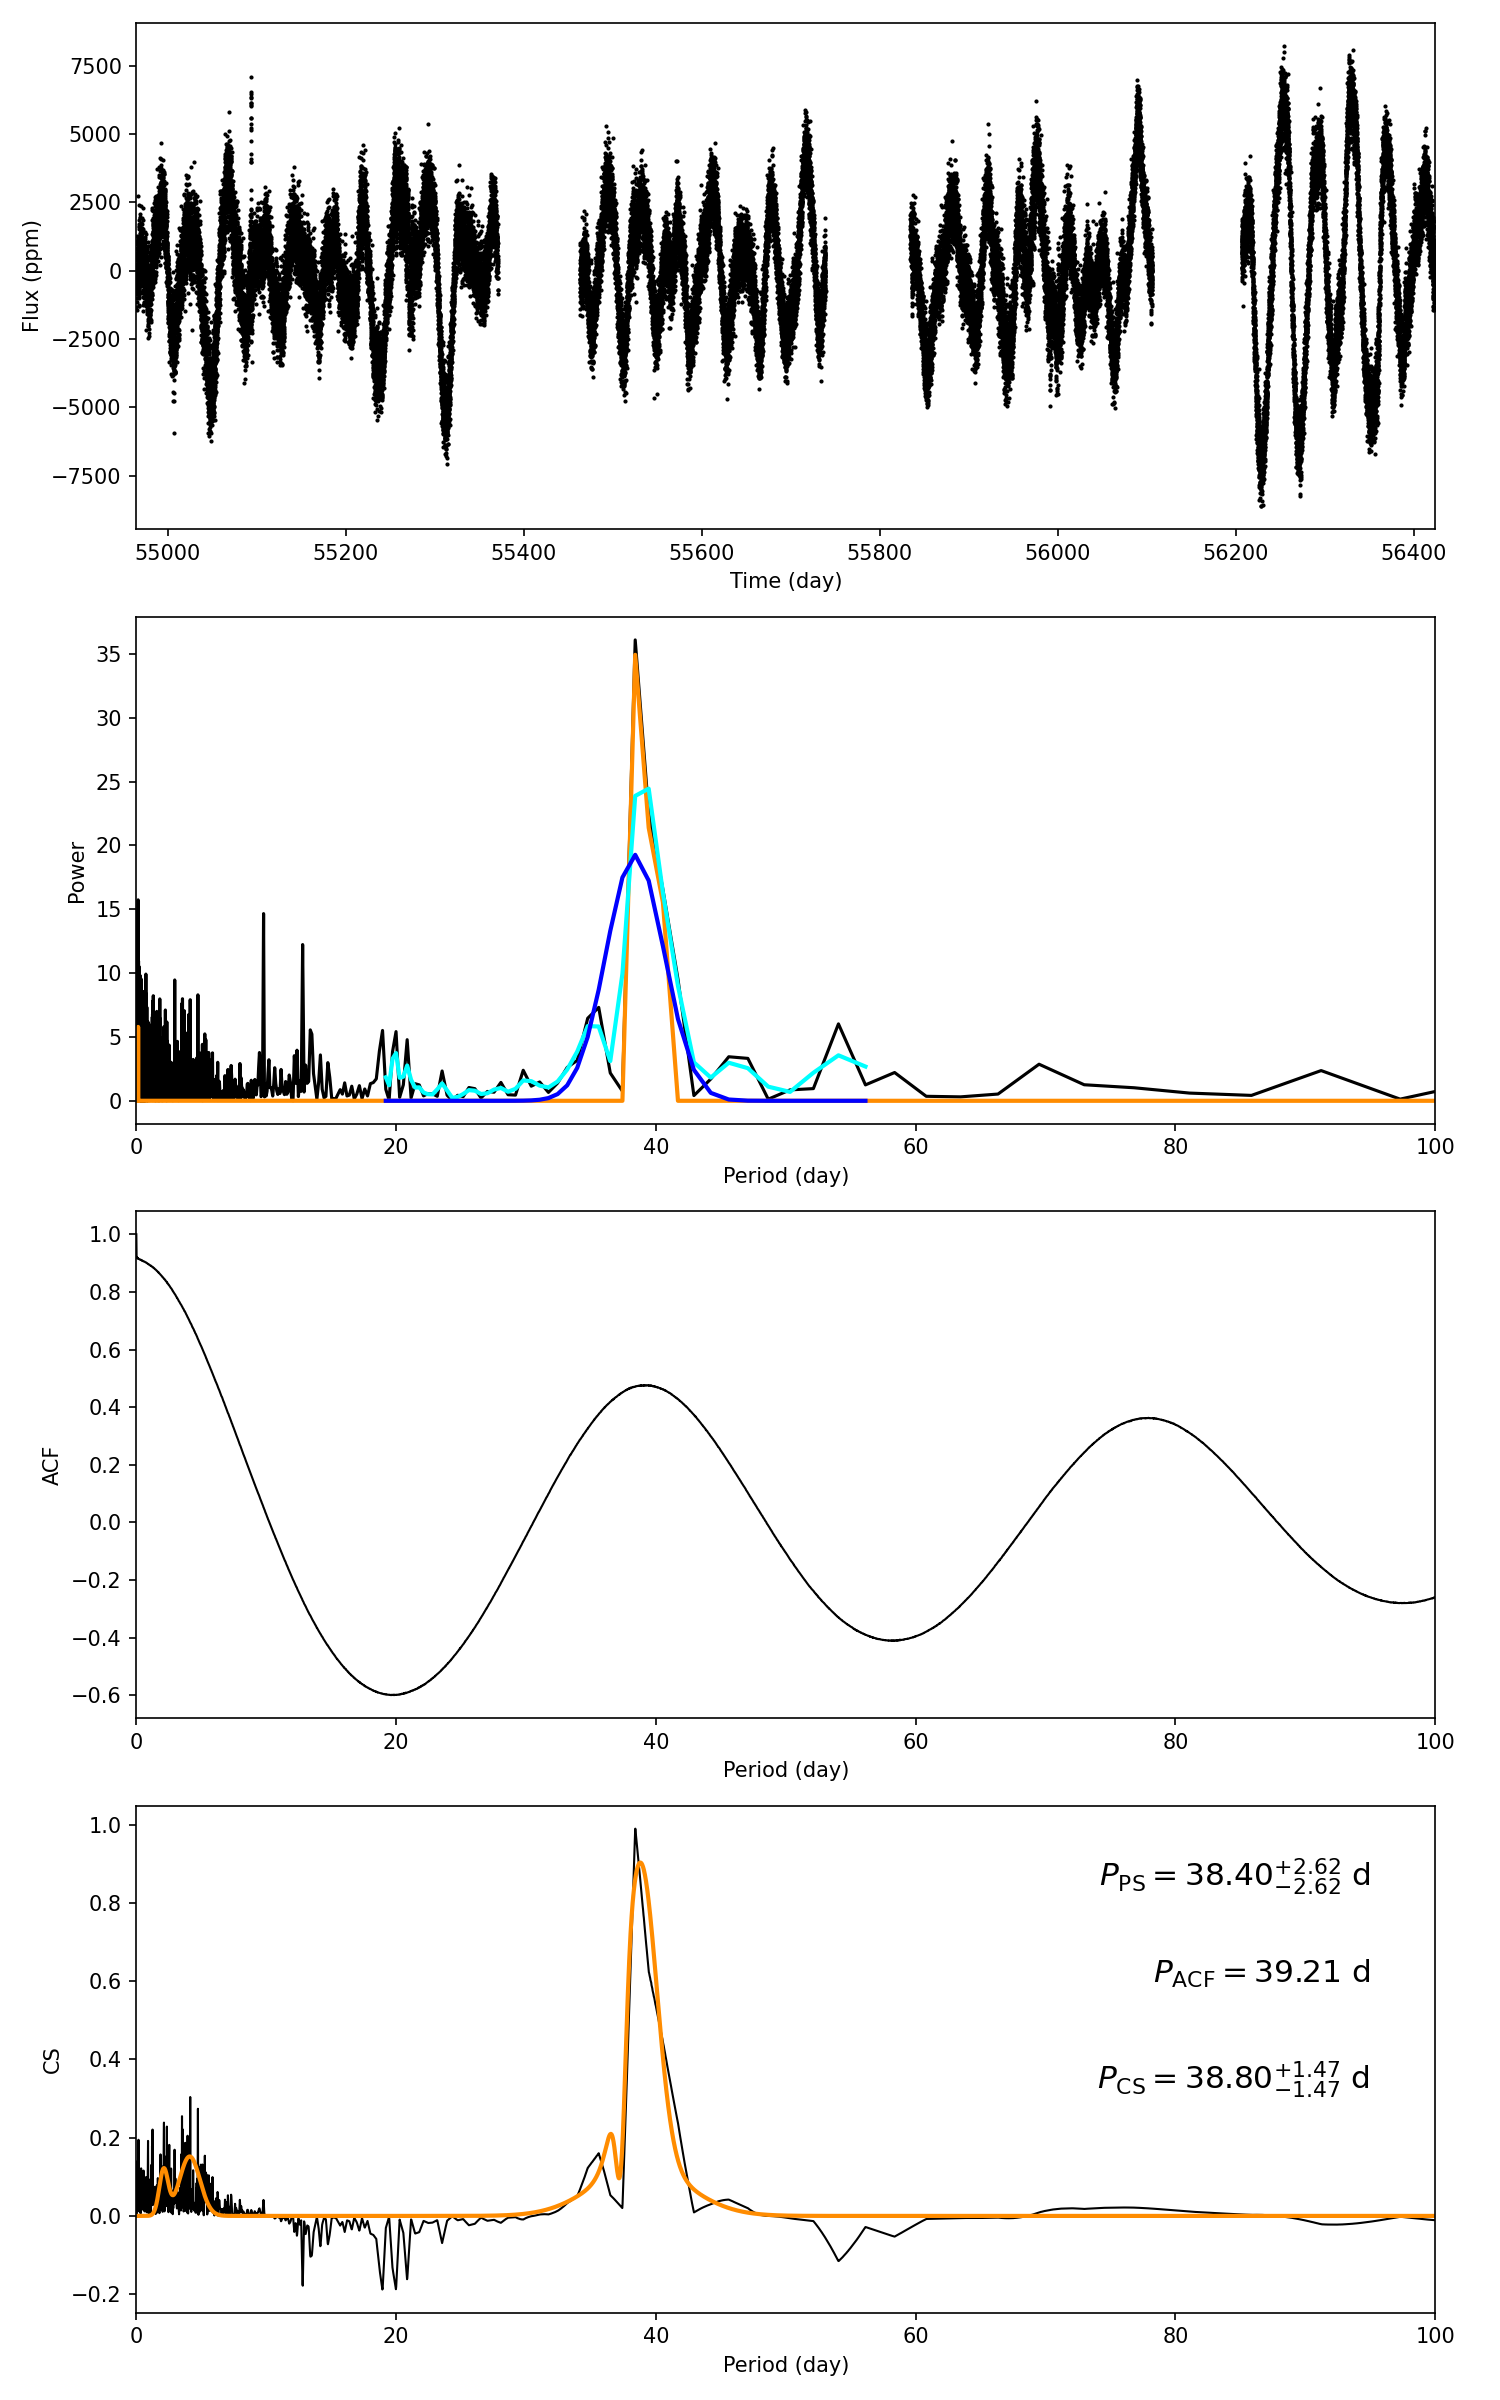 7500
5000
2500
0
−2500
−5000
−7500
Flux (ppm)
55000 55200 55400 55600 55800 56000 56200 56400
Time (day)
35
30
25
20
15
10
5
0
Power
0 20 40 60 80 100
Period (day)
1.0
0.8
0.6
0.4
0.2
0.0
−0.2
−0.4
−0.6
ACF
0 20 40 60 80 100
Period (day)
1.0
0.8
0.6
0.4
0.2
0.0
−0.2
CS
P_PS = 38.40^{+2.62}_{−2.62} d
P_ACF = 39.21 d
P_CS = 38.80^{+1.47}_{−1.47} d
0 20 40 60 80 100
Period (day)